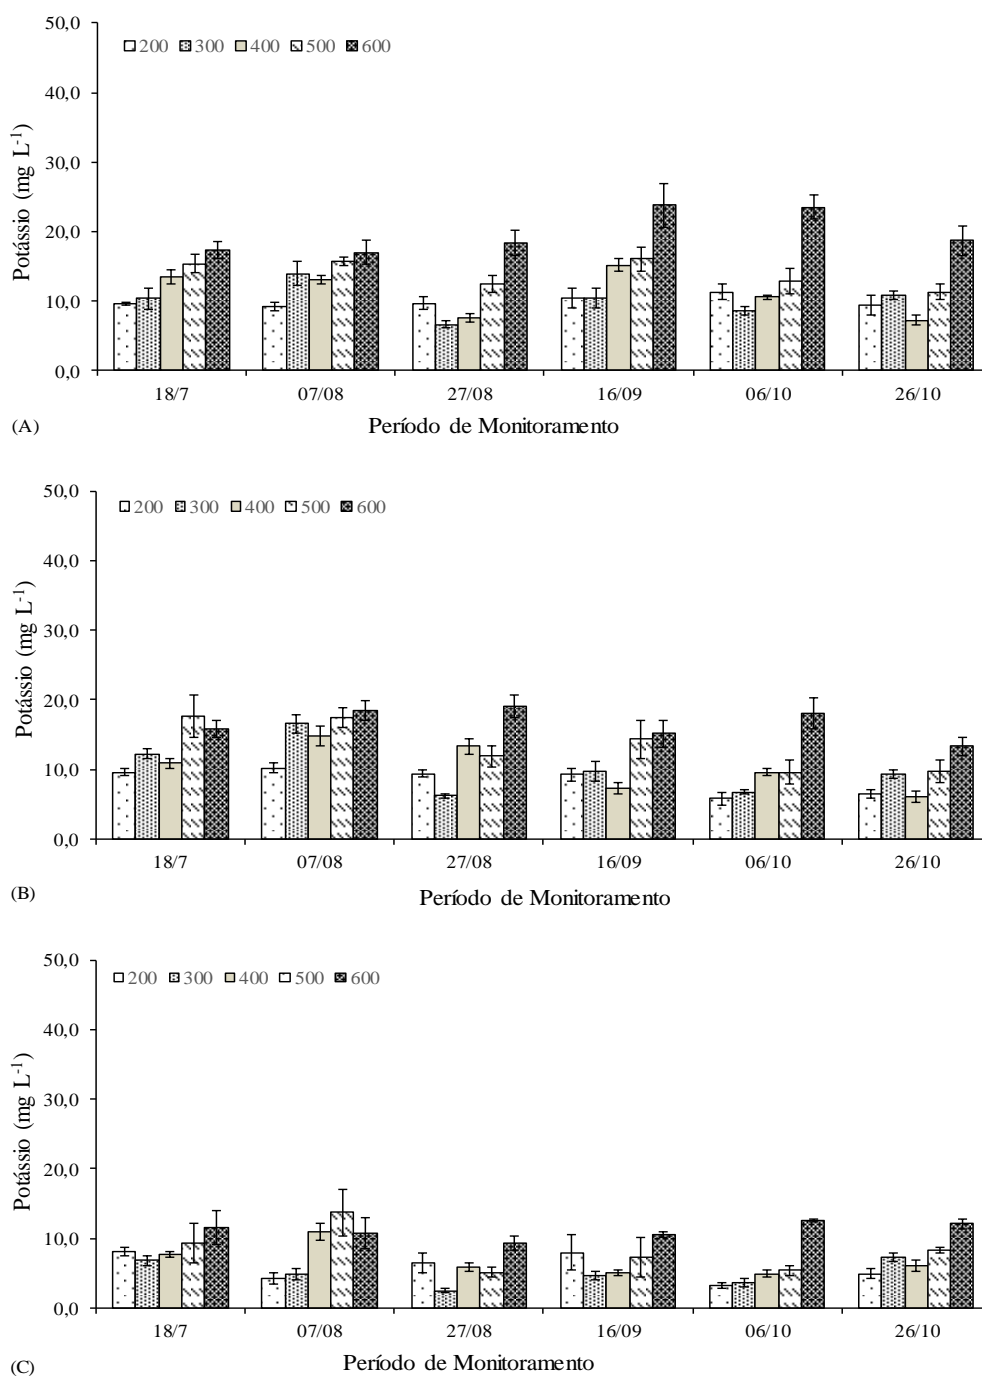 50,0
200 300 400 500 600
40,0
30,0
20,0
10,0
0,0
Potássio (mg L-1)
18/7 07/08 27/08 16/09 06/10 26/10
(A) Período de Monitoramento
50,0
200 300 400 500 600
40,0
30,0
20,0
10,0
0,0
Potássio (mg L-1)
18/7 07/08 27/08 16/09 06/10 26/10
(B) Período de Monitoramento
50,0
200 300 400 500 600
40,0
30,0
20,0
10,0
0,0
Potássio (mg L-1)
18/7 07/08 27/08 16/09 06/10 26/10
(C) Período de Monitoramento